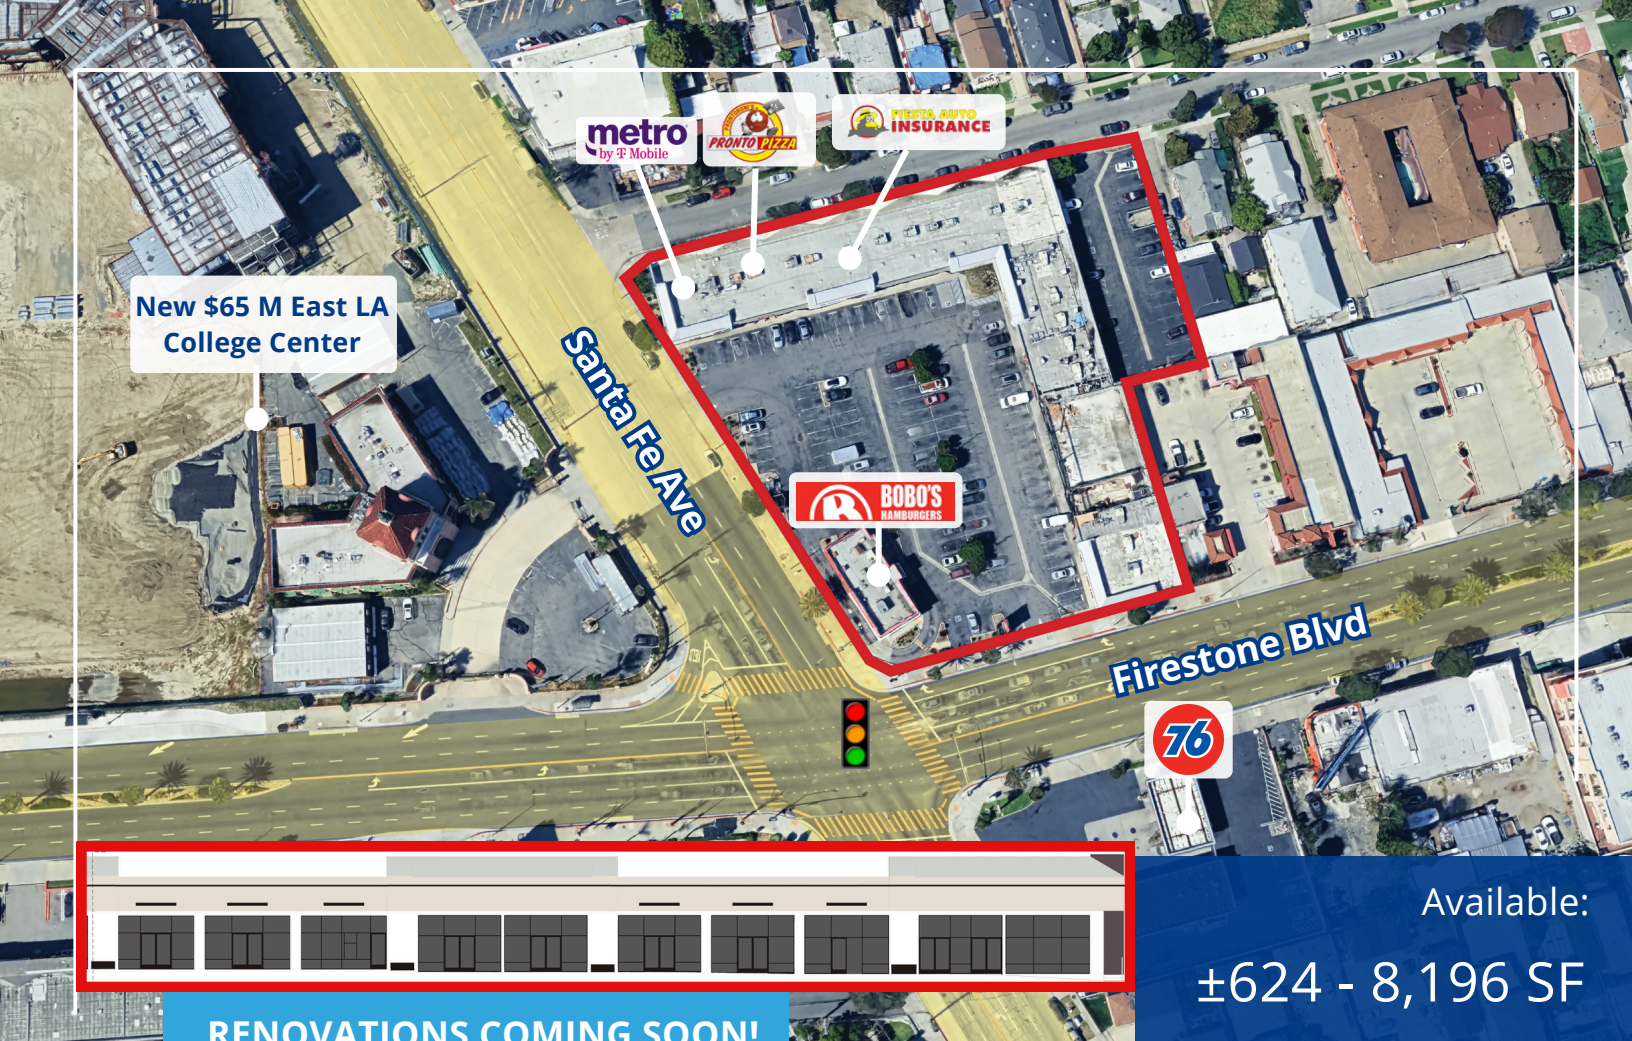 metro
by T Mobile
PRONTO PIZZA
FIESTA AUTO
INSURANCE
New $65 M East LA
College Center
Santa Fe Ave
BOBO'S
HAMBURGERS
Firestone Blvd
76
Available:
±624 - 8,196 SF
RENOVATIONS COMING SOON!